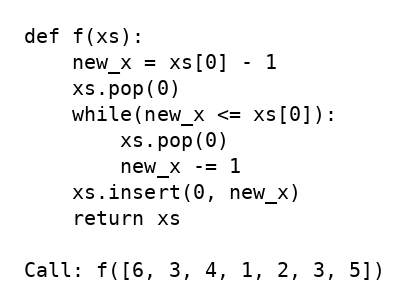 def f(xs):
    new_x = xs[0] - 1
    xs.pop(0)
    while(new_x <= xs[0]):
        xs.pop(0)
        new_x -= 1
    xs.insert(0, new_x)
    return xs

Call: f([6, 3, 4, 1, 2, 3, 5])